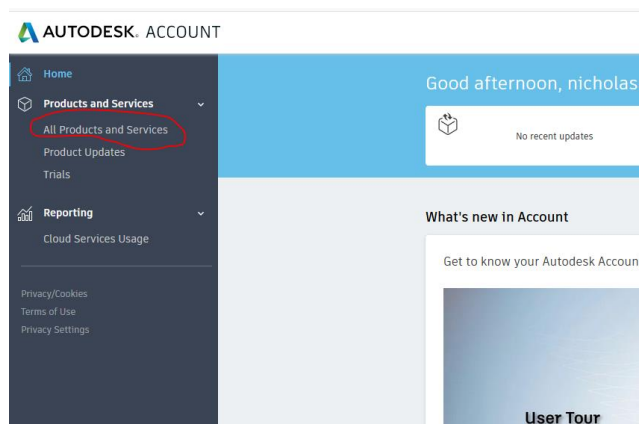 AUTODESK. ACCOUNT
Home
Products and Services
All Products and Services
Product Updates
Trials
Reporting
Cloud Services Usage
Privacy/Cookies
Terms of Use
Privacy Settings
Good afternoon, nicholas
No recent updates
What's new in Account
Get to know your Autodesk Accoun
User Tour